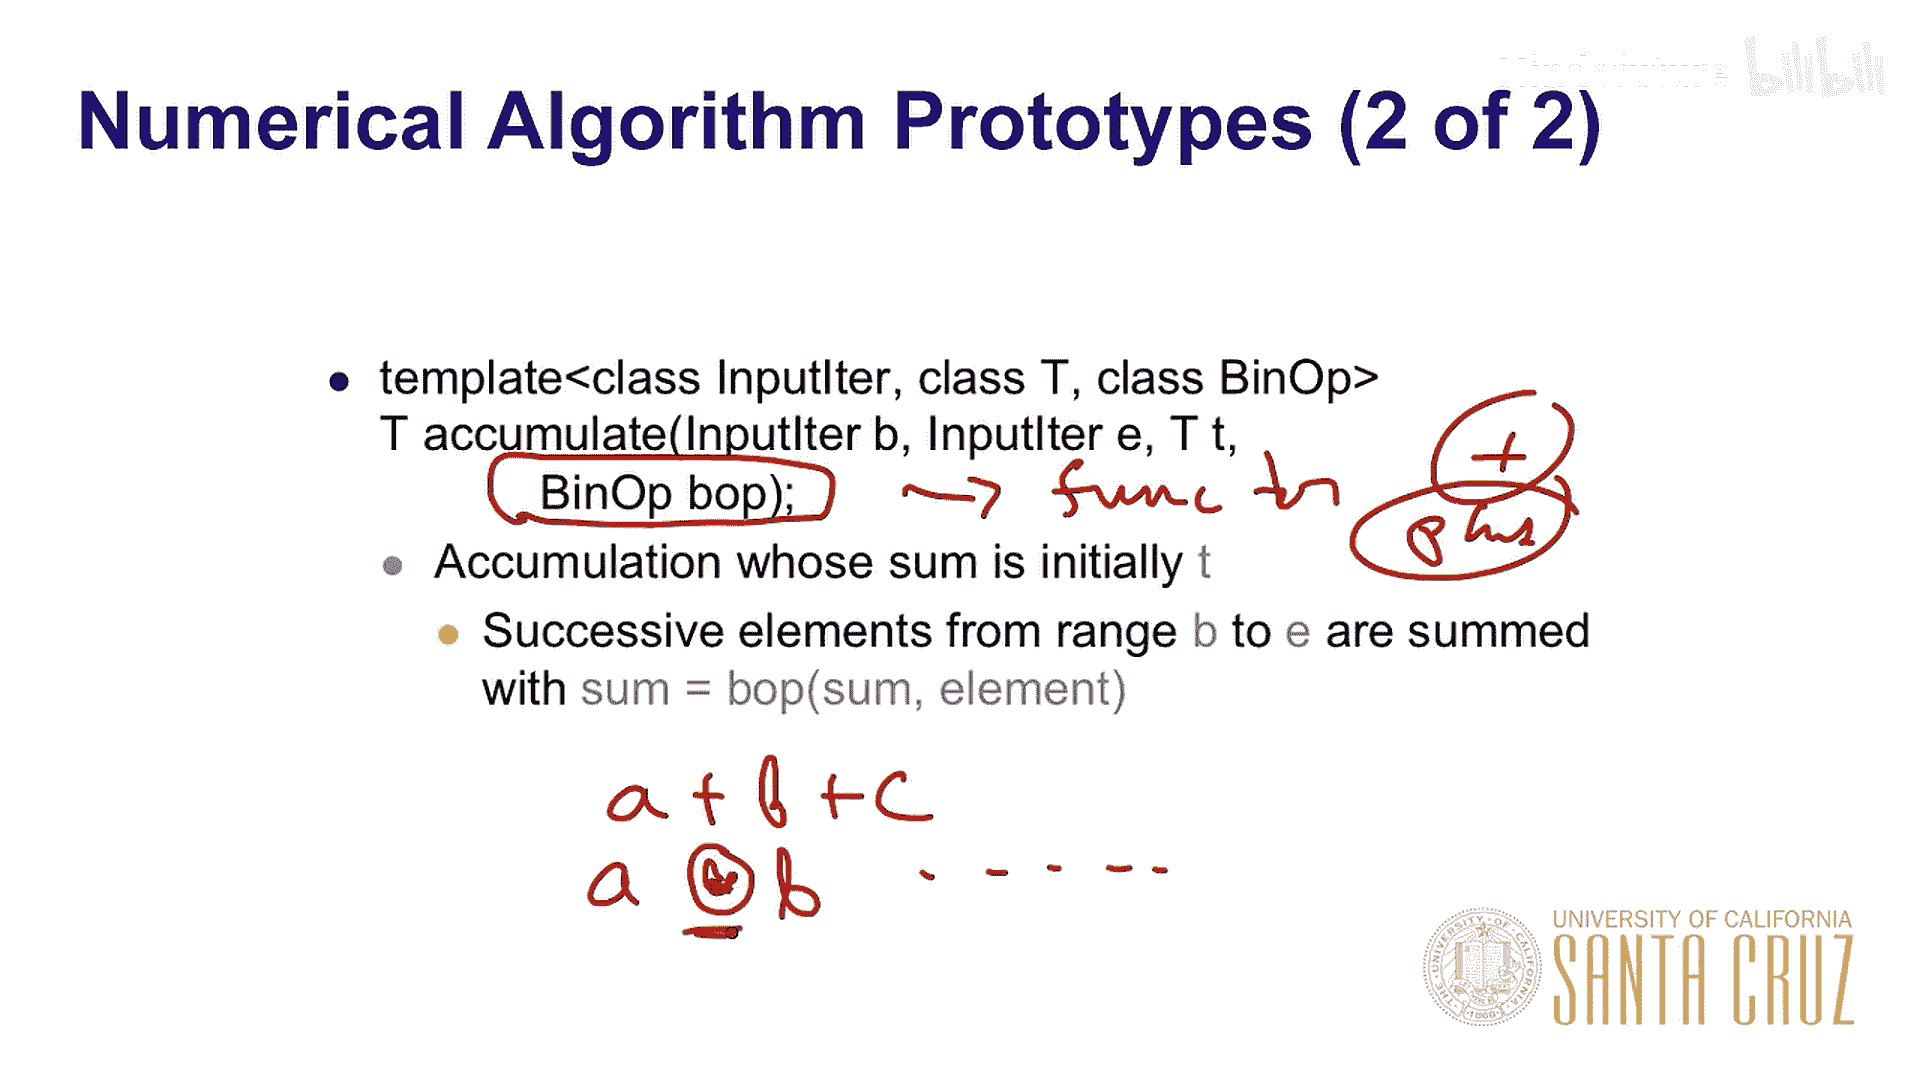 bilibili
Numerical Algorithm Prototypes (2 of 2)
template<class InputIter, class T, class BinOp>
T accumulate(InputIter b, InputIter e, T t,
BinOp bop); → functor
+
plus
Accumulation whose sum is initially t
Successive elements from range b to e are summed
with sum = bop(sum, element)
a + b + c
a b
UNIVERSITY OF CALIFORNIA
SANTA CRUZ